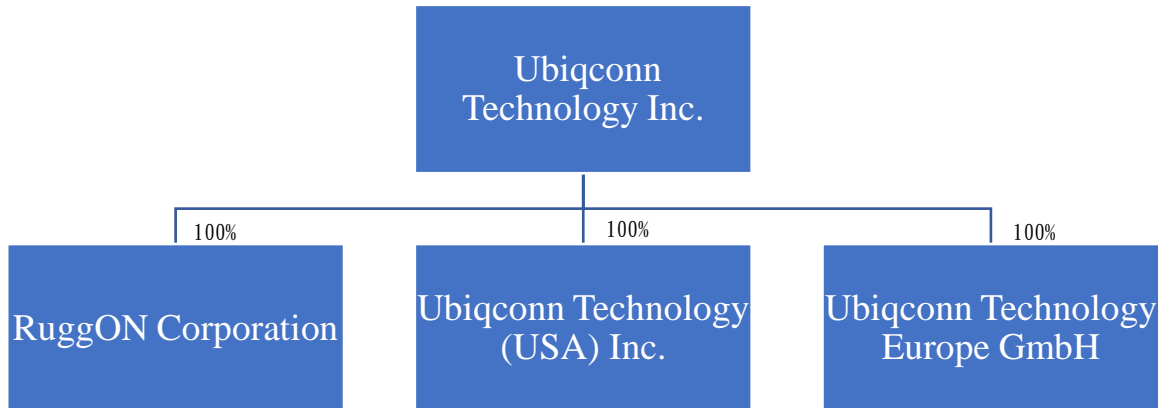 Ubiqconn
Technology Inc.
100%
100%
100%
RuggON Corporation
Ubiqconn Technology
(USA) Inc.
Ubiqconn Technology
Europe GmbH